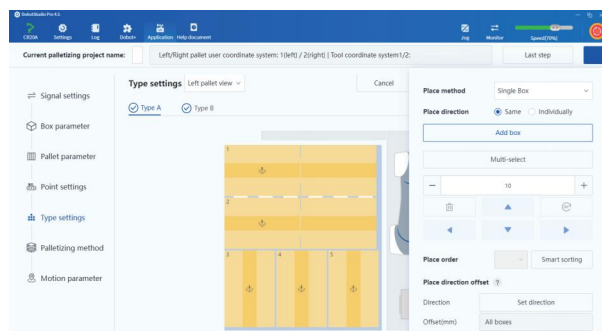 DobotStudio Pro 4.5
CR20A Settings Log Dobot+ Application Help document Jog Monitor Speed(70%)
Current palletizing project name: Left/Right pallet user coordinate system: 1(left) / 2(right) | Tool coordinate system1/2: Last step
Type settings Left pallet view Cancel
Type A Type B
Signal settings
Box parameter
Pallet parameter
Point settings
Type settings
Palletizing method
Motion parameter
1
2
3 4 5
Place method Single Box
Place direction Same Individually
Add box
Multi-select
− 10 +
Place order Smart sorting
Place direction offset ?
Direction Set direction
Offset(mm) All boxes